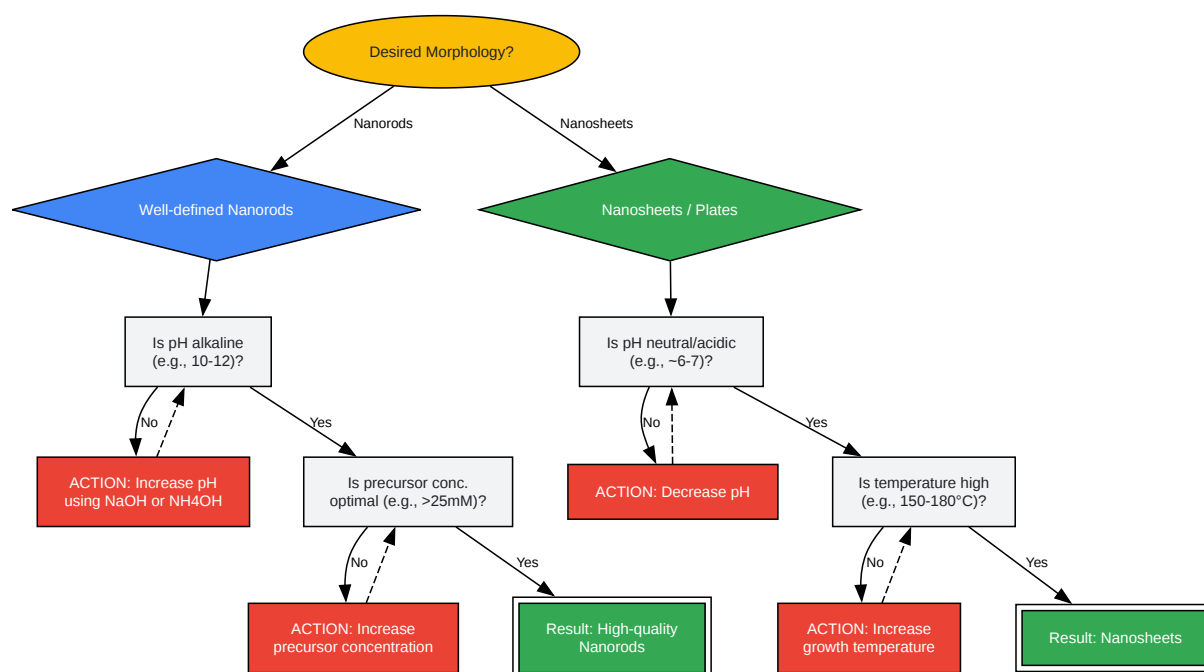 Desired Morphology?
Nanorods
Nanosheets
Well-defined Nanorods
Nanosheets / Plates
Is pH alkaline
(e.g., 10-12)?
Is pH neutral/acidic
(e.g., ~6-7)?
No
Yes
No
Yes
ACTION: Increase pH
using NaOH or NH4OH
Is precursor conc.
optimal (e.g., >25mM)?
ACTION: Decrease pH
Is temperature high
(e.g., 150-180°C)?
No
Yes
No
Yes
ACTION: Increase
precursor concentration
Result: High-quality
Nanorods
ACTION: Increase
growth temperature
Result: Nanosheets